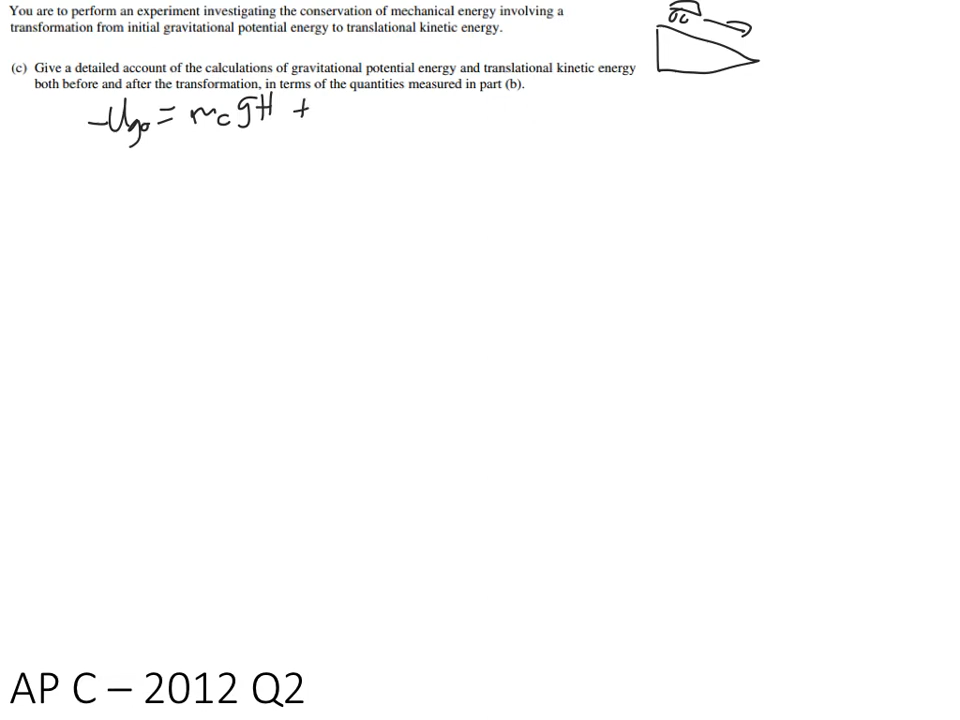 You are to perform an experiment investigating the conservation of mechanical energy involving a
transformation from initial gravitational potential energy to translational kinetic energy.
(c) Give a detailed account of the calculations of gravitational potential energy and translational kinetic energy
both before and after the transformation, in terms of the quantities measured in part (b).
-Ug0 = mcgH +
AP C – 2012 Q2